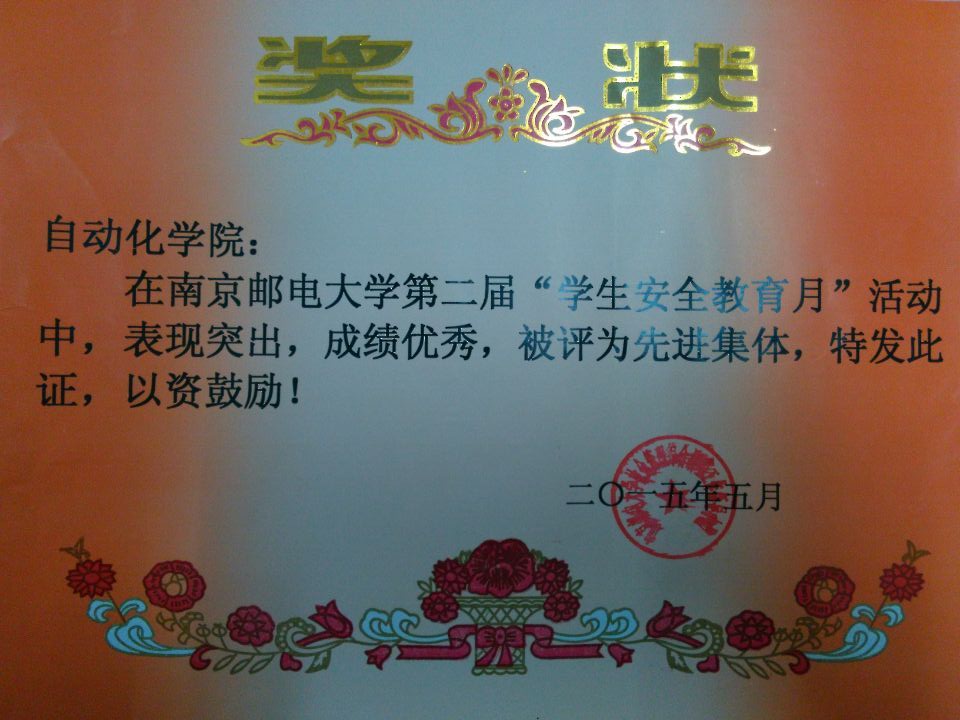 奖 状
自动化学院：
在南京邮电大学第二届“学生安全教育月”活动
中，表现突出，成绩优秀，被评为先进集体，特发此
证，以资鼓励！
二〇一五年五月